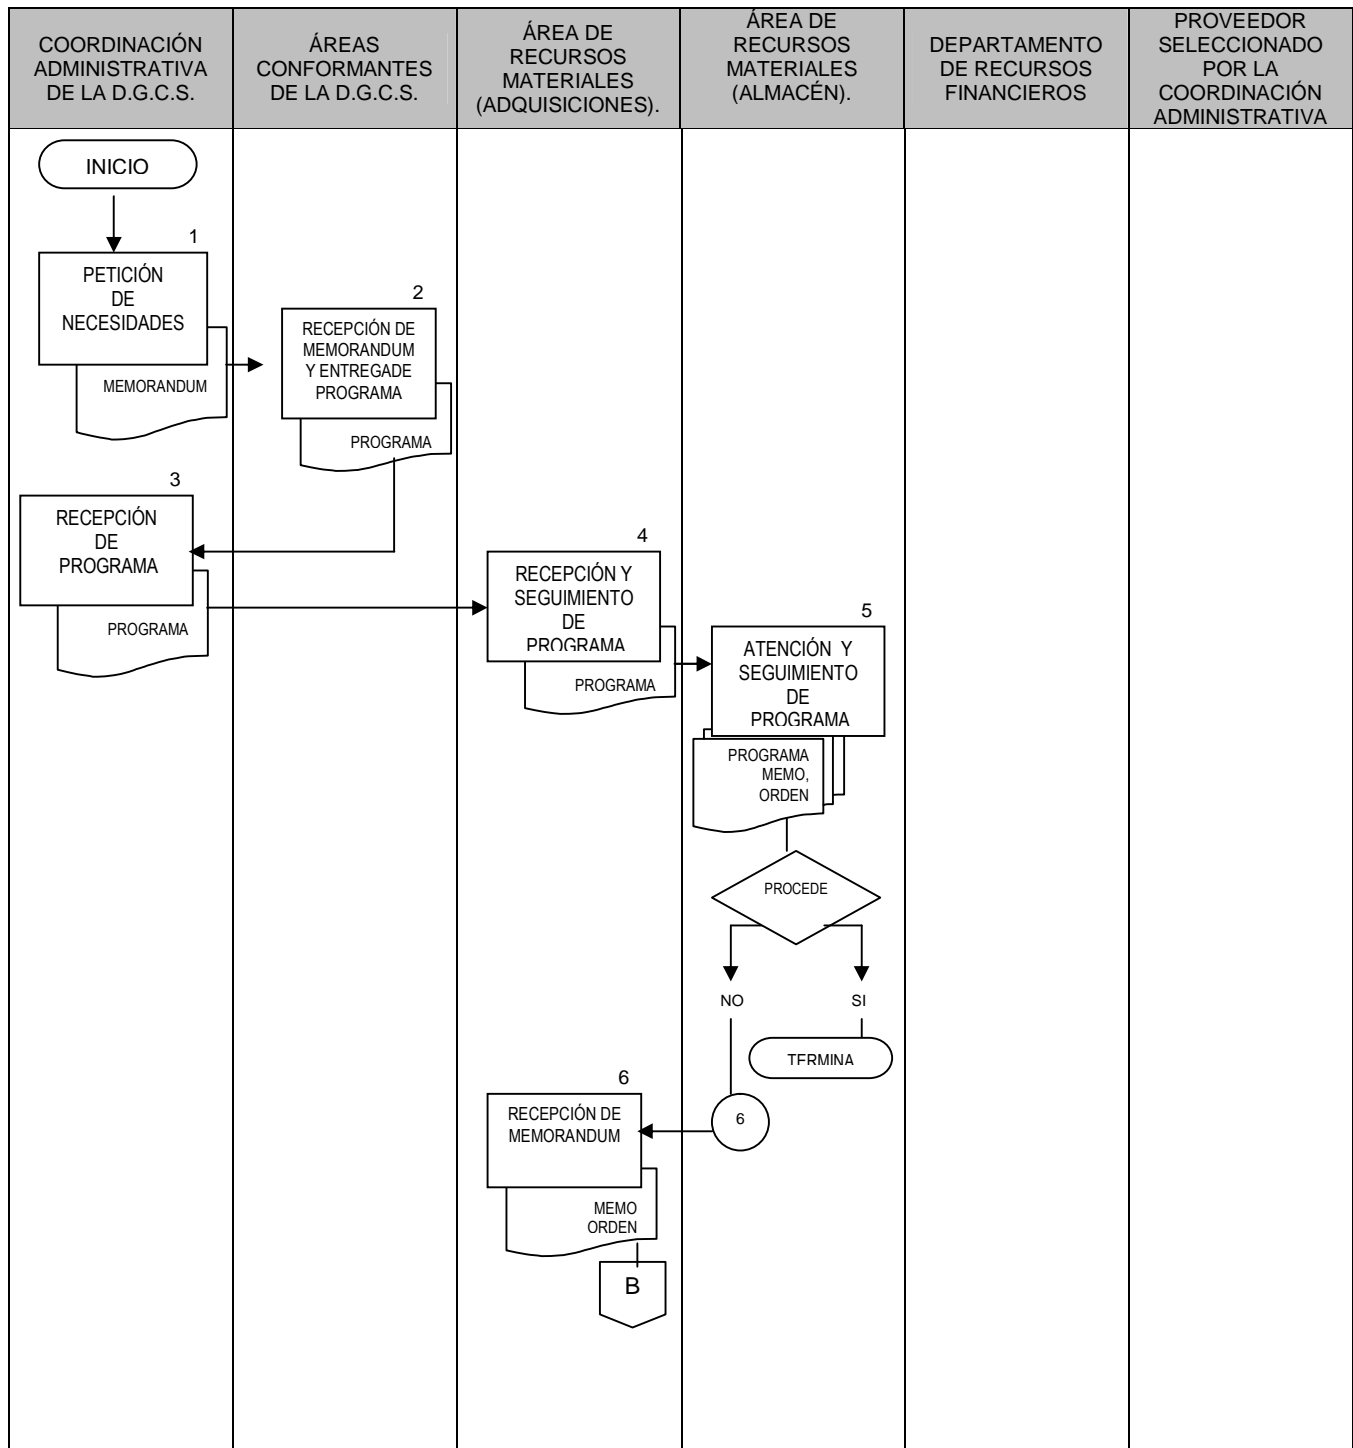 COORDINACIÓN
ADMINISTRATIVA
DE LA D.G.C.S.
ÁREAS
CONFORMANTES
DE LA D.G.C.S.
ÁREA DE
RECURSOS
MATERIALES
(ADQUISICIONES).
ÁREA DE
RECURSOS
MATERIALES
(ALMACÉN).
DEPARTAMENTO
DE RECURSOS
FINANCIEROS
PROVEEDOR
SELECCIONADO
POR LA
COORDINACIÓN
ADMINISTRATIVA
INICIO
1
PETICIÓN
DE
NECESIDADES
MEMORANDUM
2
RECEPCIÓN DE
MEMORANDUM
Y ENTREGADE
PROGRAMA
PROGRAMA
3
RECEPCIÓN
DE
PROGRAMA
PROGRAMA
4
RECEPCIÓN Y
SEGUIMIENTO
DE
PROGRAMA
PROGRAMA
5
ATENCIÓN Y
SEGUIMIENTO
DE
PROGRAMA
PROGRAMA
MEMO,
ORDEN
PROCEDE
NO
SI
TERMINA
6
6
RECEPCIÓN DE
MEMORANDUM
MEMO
ORDEN
B